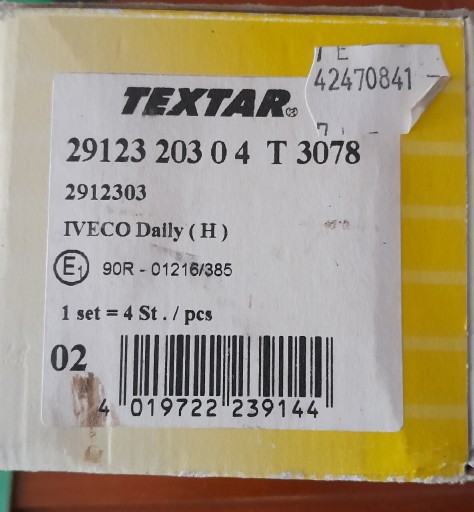 42470841
TEXTAR®
29123 203 0 4 T 3078
2912303
IVECO Daily ( H )
E1 90R - 01216/385
1 set = 4 St . / pcs
02
4 019722 239144